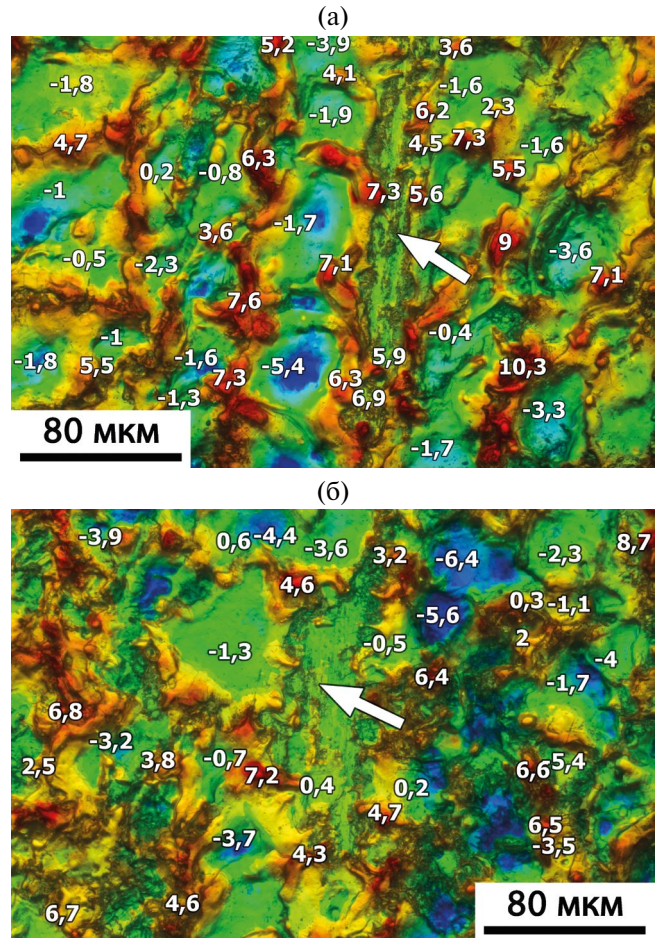 (а)
5,2 -3,9 3,6
-1,8 4,1 -1,6
-1,9 6,2 2,3
4,7 4,5 7,3 -1,6
0,2 -0,8 6,3 5,5
-1 7,3 5,6
3,6 -1,7 9 -3,6
-0,5 -2,3 7,1 7,1
7,6
-1 -0,4
-1,8 5,5 -1,6 -5,4 5,9 10,3
7,3 6,3
-1,3 6,9 -3,3
80 мкм -1,7
(б)
-3,9 0,6 -4,4 -3,6 3,2 -6,4 -2,3 8,7
4,6 -5,6 0,3 -1,1
-1,3 -0,5 2 -4
6,4 -1,7
6,8
-3,2
2,5 3,8 -0,7 7,2 6,6 5,4
0,4 0,2
4,7 6,5
-3,7 4,3 -3,5
6,7 4,6 80 мкм